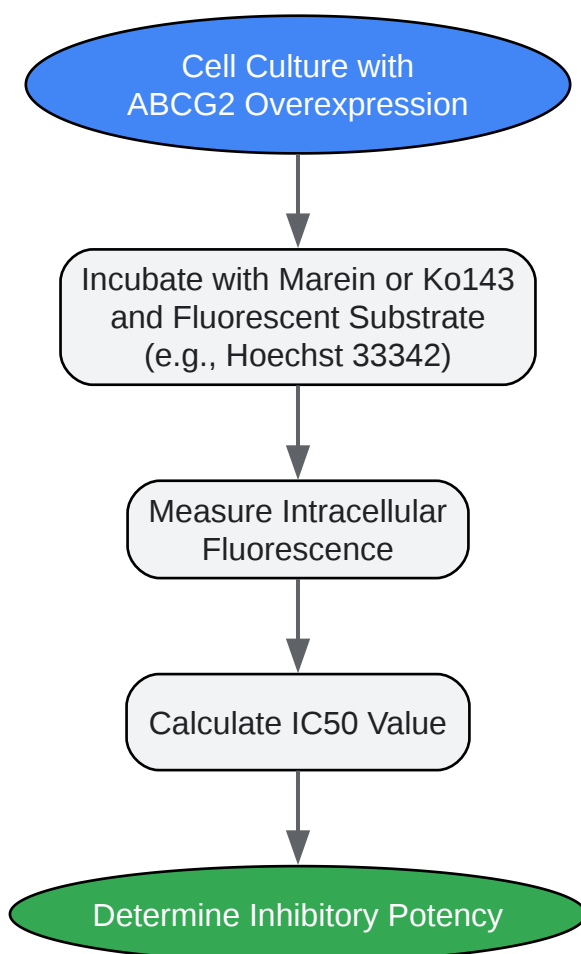 Cell Culture with
ABCG2 Overexpression
Incubate with Marein or Ko143
and Fluorescent Substrate
(e.g., Hoechst 33342)
Measure Intracellular
Fluorescence
Calculate IC50 Value
Determine Inhibitory Potency